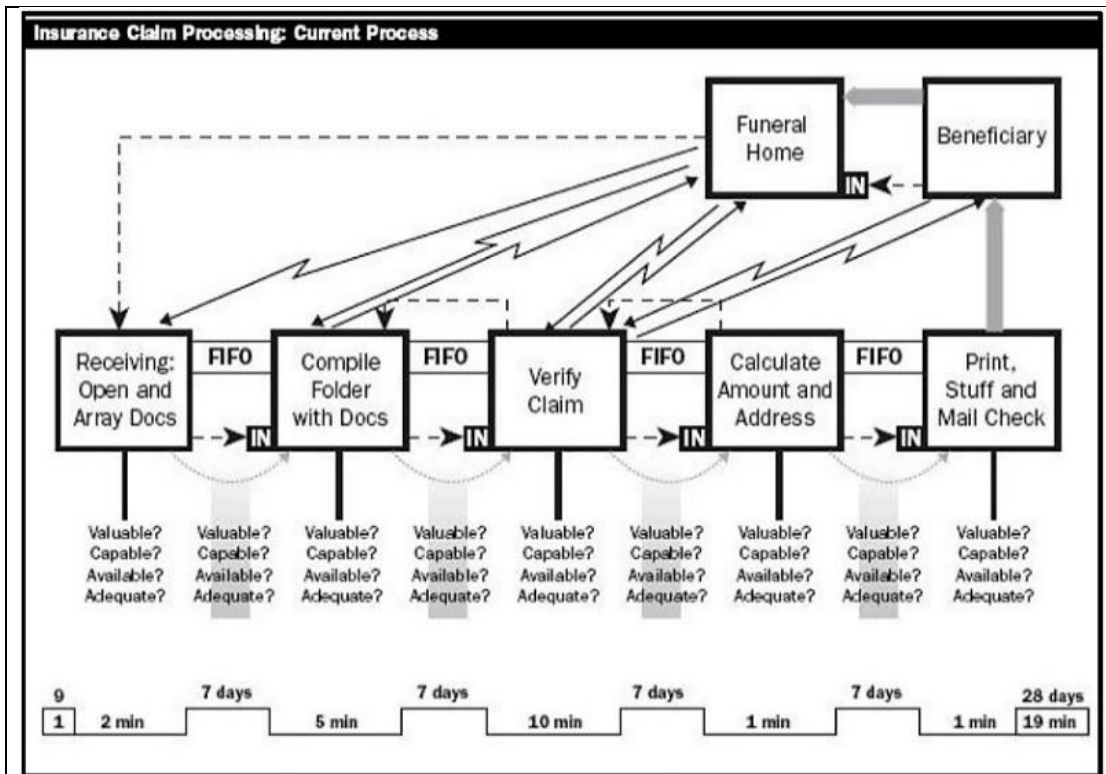 Insurance Claim Processing: Current Process
Funeral
Home
Beneficiary
IN
Receiving:
Open and
Array Docs
FIFO
Compile
Folder
with Docs
FIFO
Verify
Claim
FIFO
Calculate
Amount and
Address
FIFO
Print,
Stuff and
Mail Check
IN
IN
IN
IN
Valuable?
Capable?
Available?
Adequate?
Valuable?
Capable?
Available?
Adequate?
Valuable?
Capable?
Available?
Adequate?
Valuable?
Capable?
Available?
Adequate?
Valuable?
Capable?
Available?
Adequate?
Valuable?
Capable?
Available?
Adequate?
Valuable?
Capable?
Available?
Adequate?
Valuable?
Capable?
Available?
Adequate?
Valuable?
Capable?
Available?
Adequate?
9
7 days
7 days
7 days
7 days
28 days
1
2 min
5 min
10 min
1 min
1 min
19 min